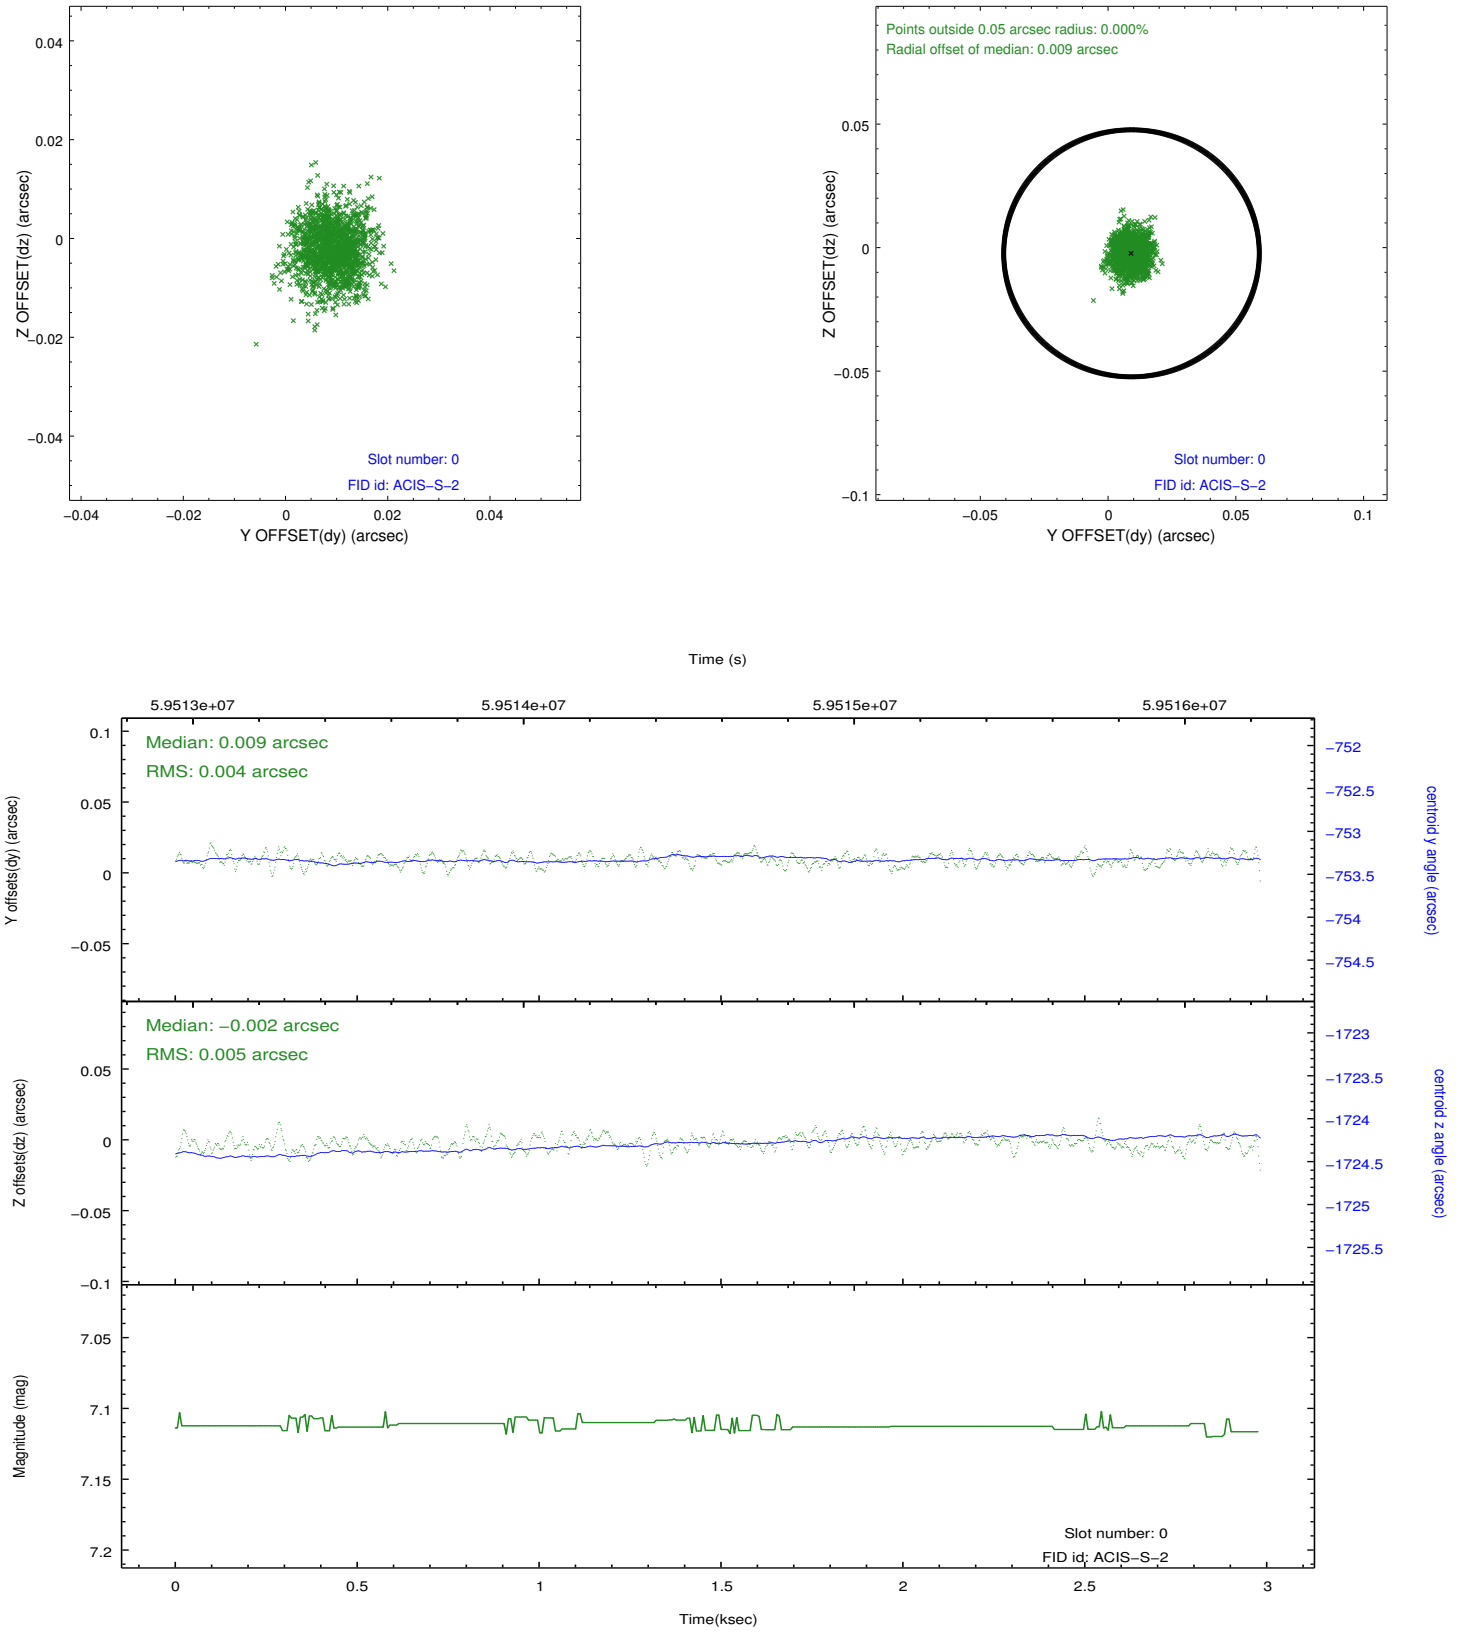 0.04
0.02
0
−0.02
−0.04
Z OFFSET(dz) (arcsec)
Slot number: 0
FID id: ACIS−S−2
−0.04
−0.02
0
0.02
0.04
Y OFFSET(dy) (arcsec)
Points outside 0.05 arcsec radius: 0.000%
Radial offset of median: 0.009 arcsec
0.05
0
−0.05
−0.1
Z OFFSET(dz) (arcsec)
Slot number: 0
FID id: ACIS−S−2
−0.05
0
0.05
0.1
Y OFFSET(dy) (arcsec)
Time (s)
5.9513e+07
5.9514e+07
5.9515e+07
5.9516e+07
Median: 0.009 arcsec
RMS: 0.004 arcsec
0.1
0.05
0
−0.05
Y offsets(dy) (arcsec)
−752
−752.5
−753
−753.5
−754
−754.5
centroid y angle (arcsec)
Median: −0.002 arcsec
RMS: 0.005 arcsec
0.05
0
−0.05
−0.1
Z offsets(dz) (arcsec)
−1723
−1723.5
−1724
−1724.5
−1725
−1725.5
centroid z angle (arcsec)
7.05
7.1
7.15
7.2
Magnitude (mag)
Slot number: 0
FID id: ACIS−S−2
0
0.5
1
1.5
2
2.5
3
Time(ksec)